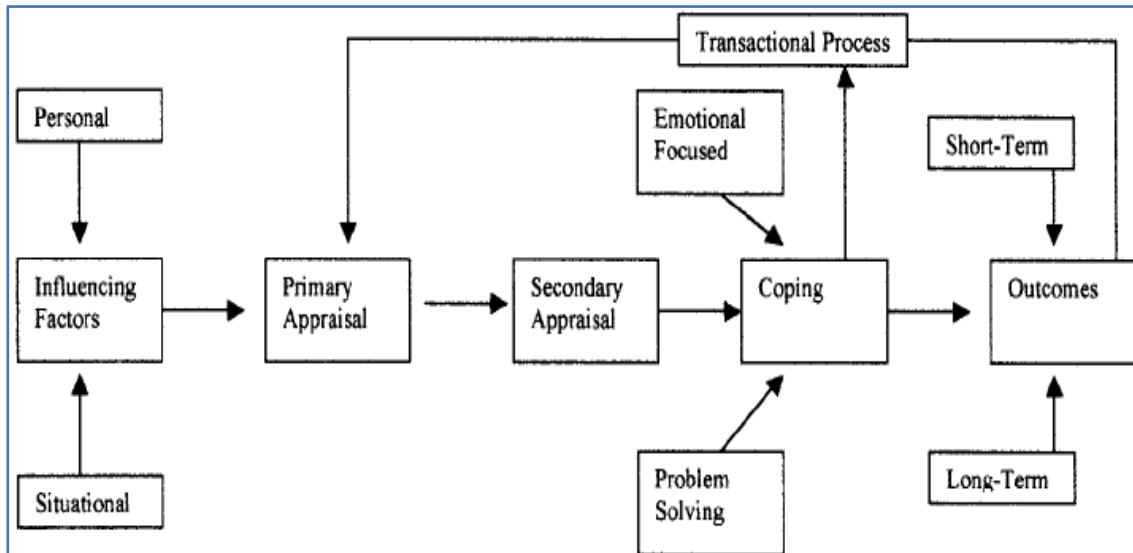 Transactional Process
Personal
Emotional
Focused
Short-Term
Influencing
Factors
Primary
Appraisal
Secondary
Appraisal
Coping
Outcomes
Situational
Problem
Solving
Long-Term